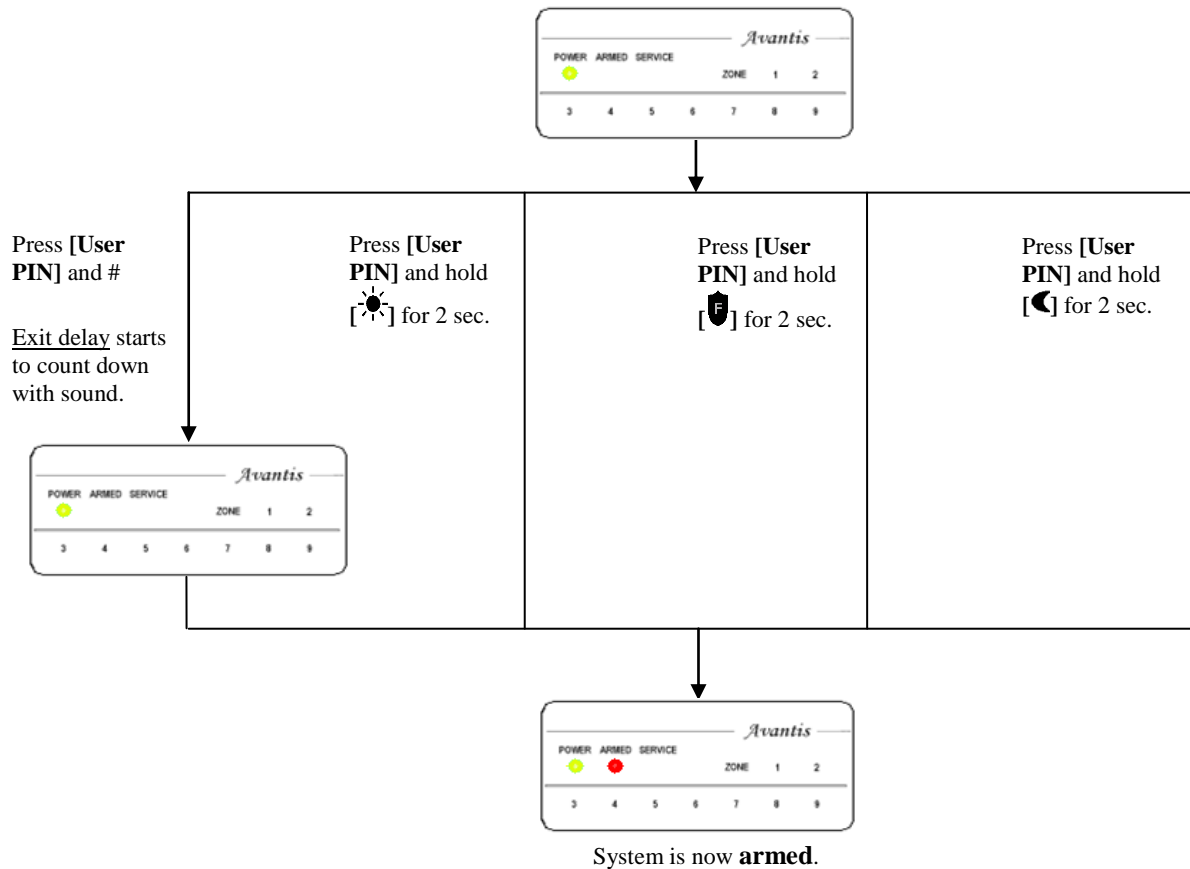 Avantis
POWER ARMED SERVICE
ZONE 1 2
3 4 5 6 7 8 9
Press [User
PIN] and #
Exit delay starts
to count down
with sound.
Press [User
PIN] and hold
[ ] for 2 sec.
Press [User
PIN] and hold
[F] for 2 sec.
Press [User
PIN] and hold
[ ] for 2 sec.
Avantis
POWER ARMED SERVICE
ZONE 1 2
3 4 5 6 7 8 9
Avantis
POWER ARMED SERVICE
ZONE 1 2
3 4 5 6 7 8 9
System is now armed.